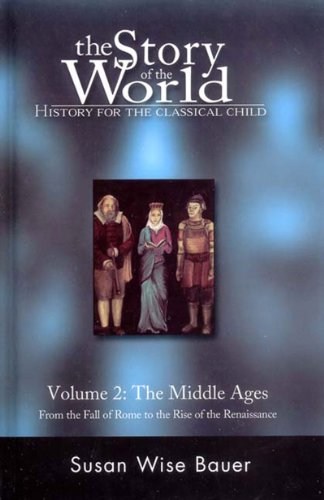 the Story
of the
World
HISTORY FOR THE CLASSICAL CHILD
Volume 2: The Middle Ages
From the Fall of Rome to the Rise of the Renaissance
Susan Wise Bauer